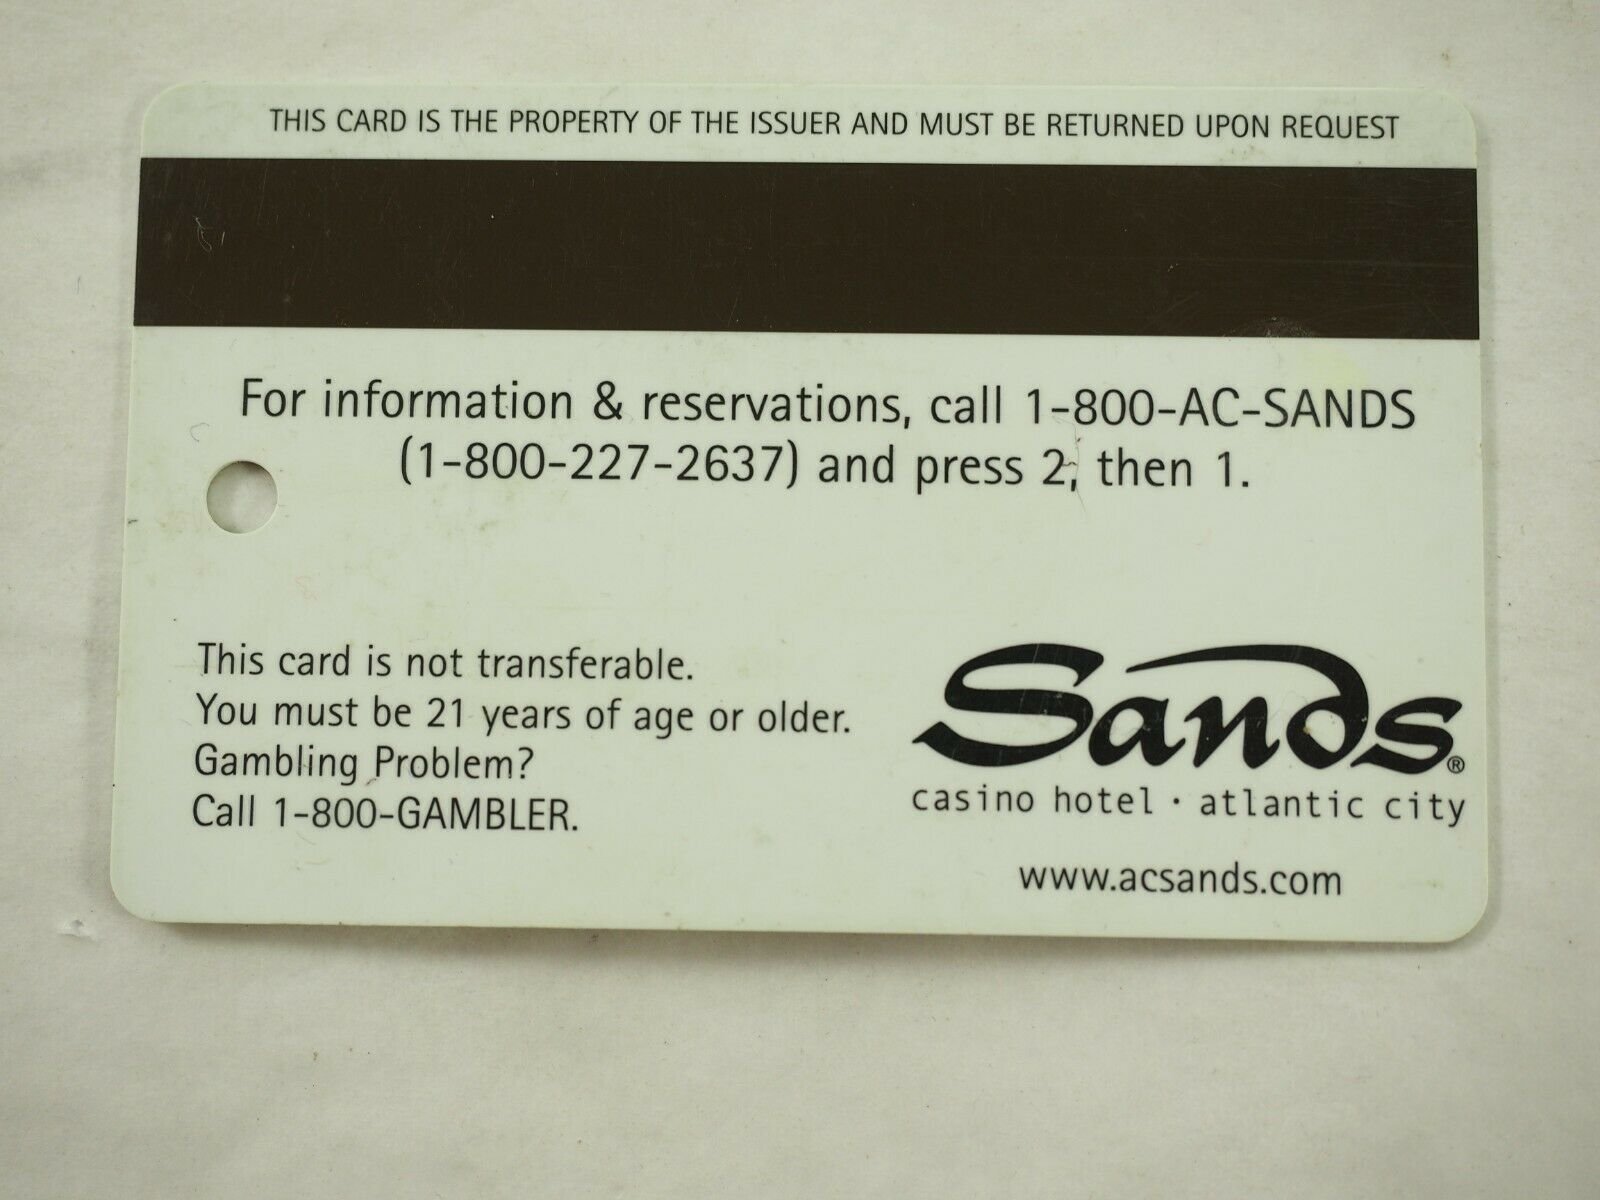 THIS CARD IS THE PROPERTY OF THE ISSUER AND MUST BE RETURNED UPON REQUEST
For information & reservations, call 1-800-AC-SANDS
(1-800-227-2637) and press 2, then 1.
This card is not transferable.
You must be 21 years of age or older.
Gambling Problem?
Call 1-800-GAMBLER.
Sands®
casino hotel · atlantic city
www.acsands.com